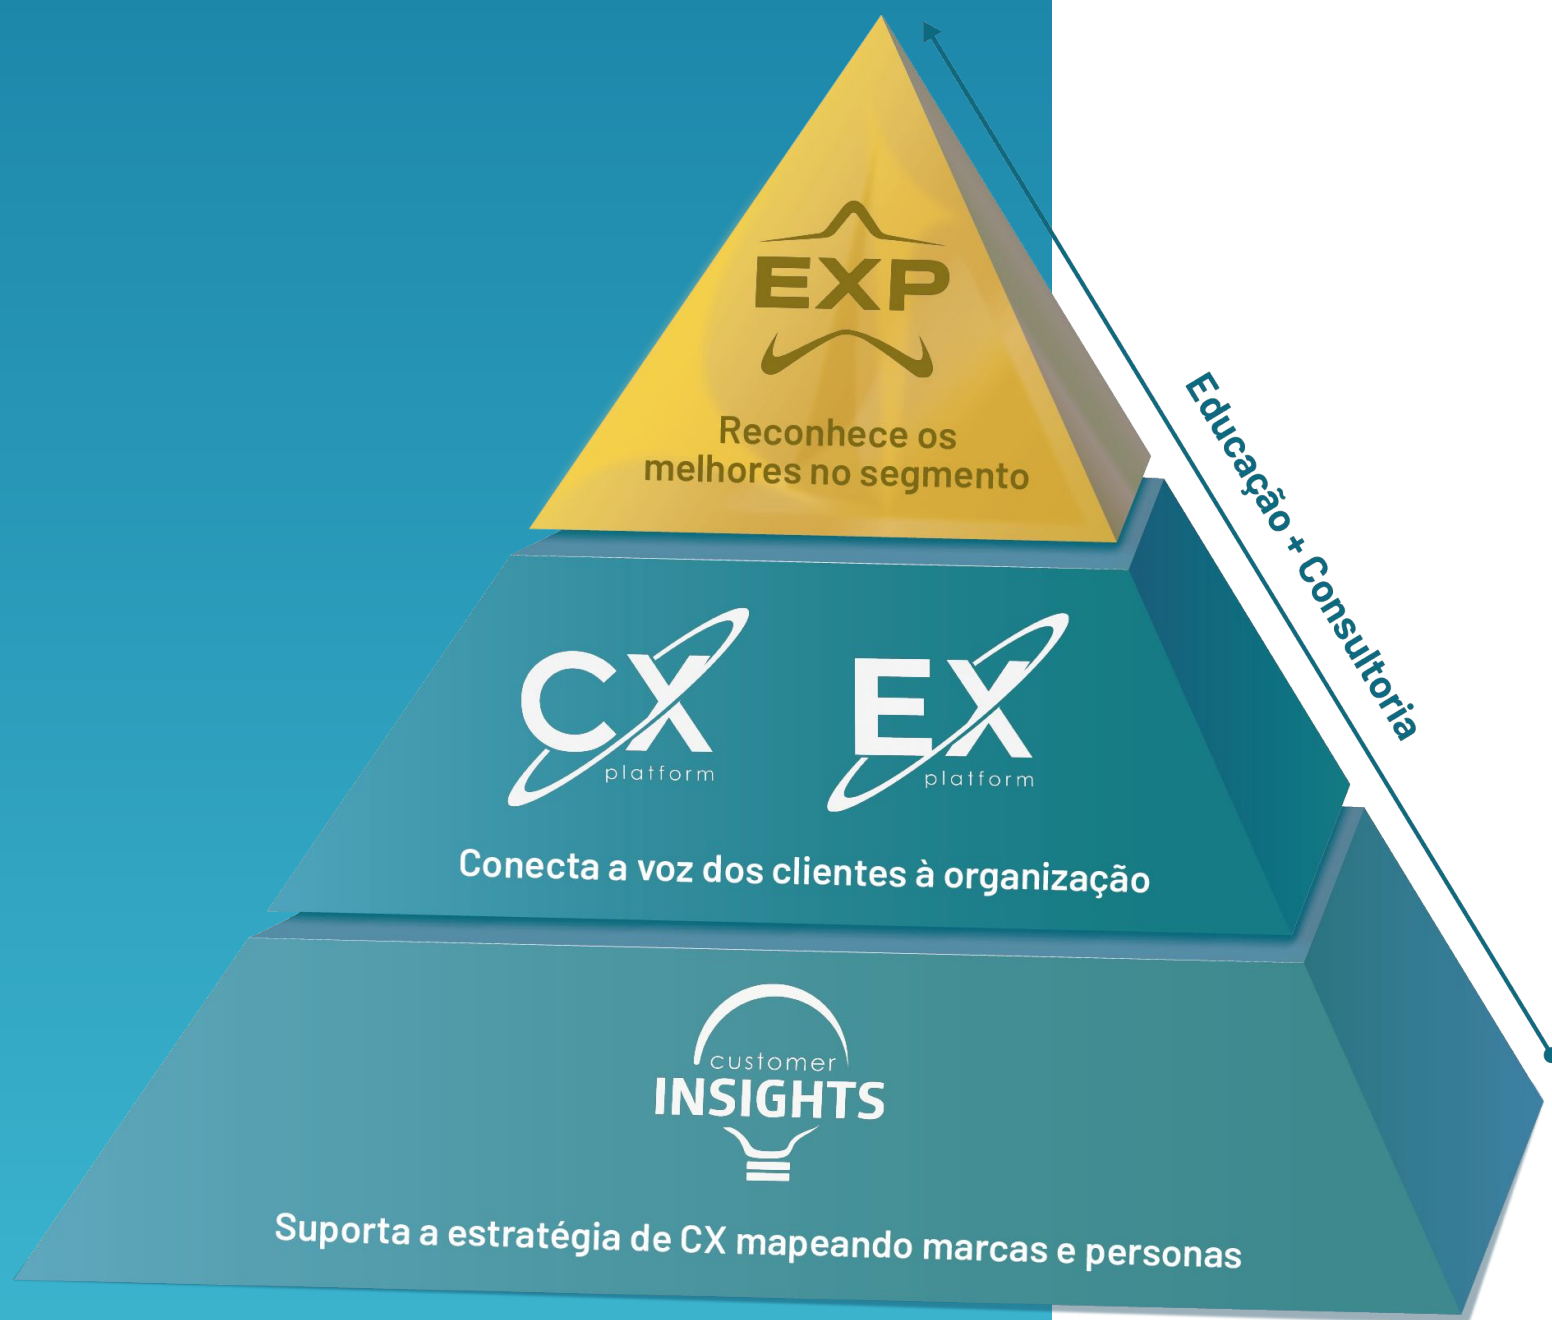 EXP
Reconhece os
melhores no segmento
Educação + Consultoria
CX
platform
EX
platform
Conecta a voz dos clientes à organização
customer
INSIGHTS
Suporta a estratégia de CX mapeando marcas e personas